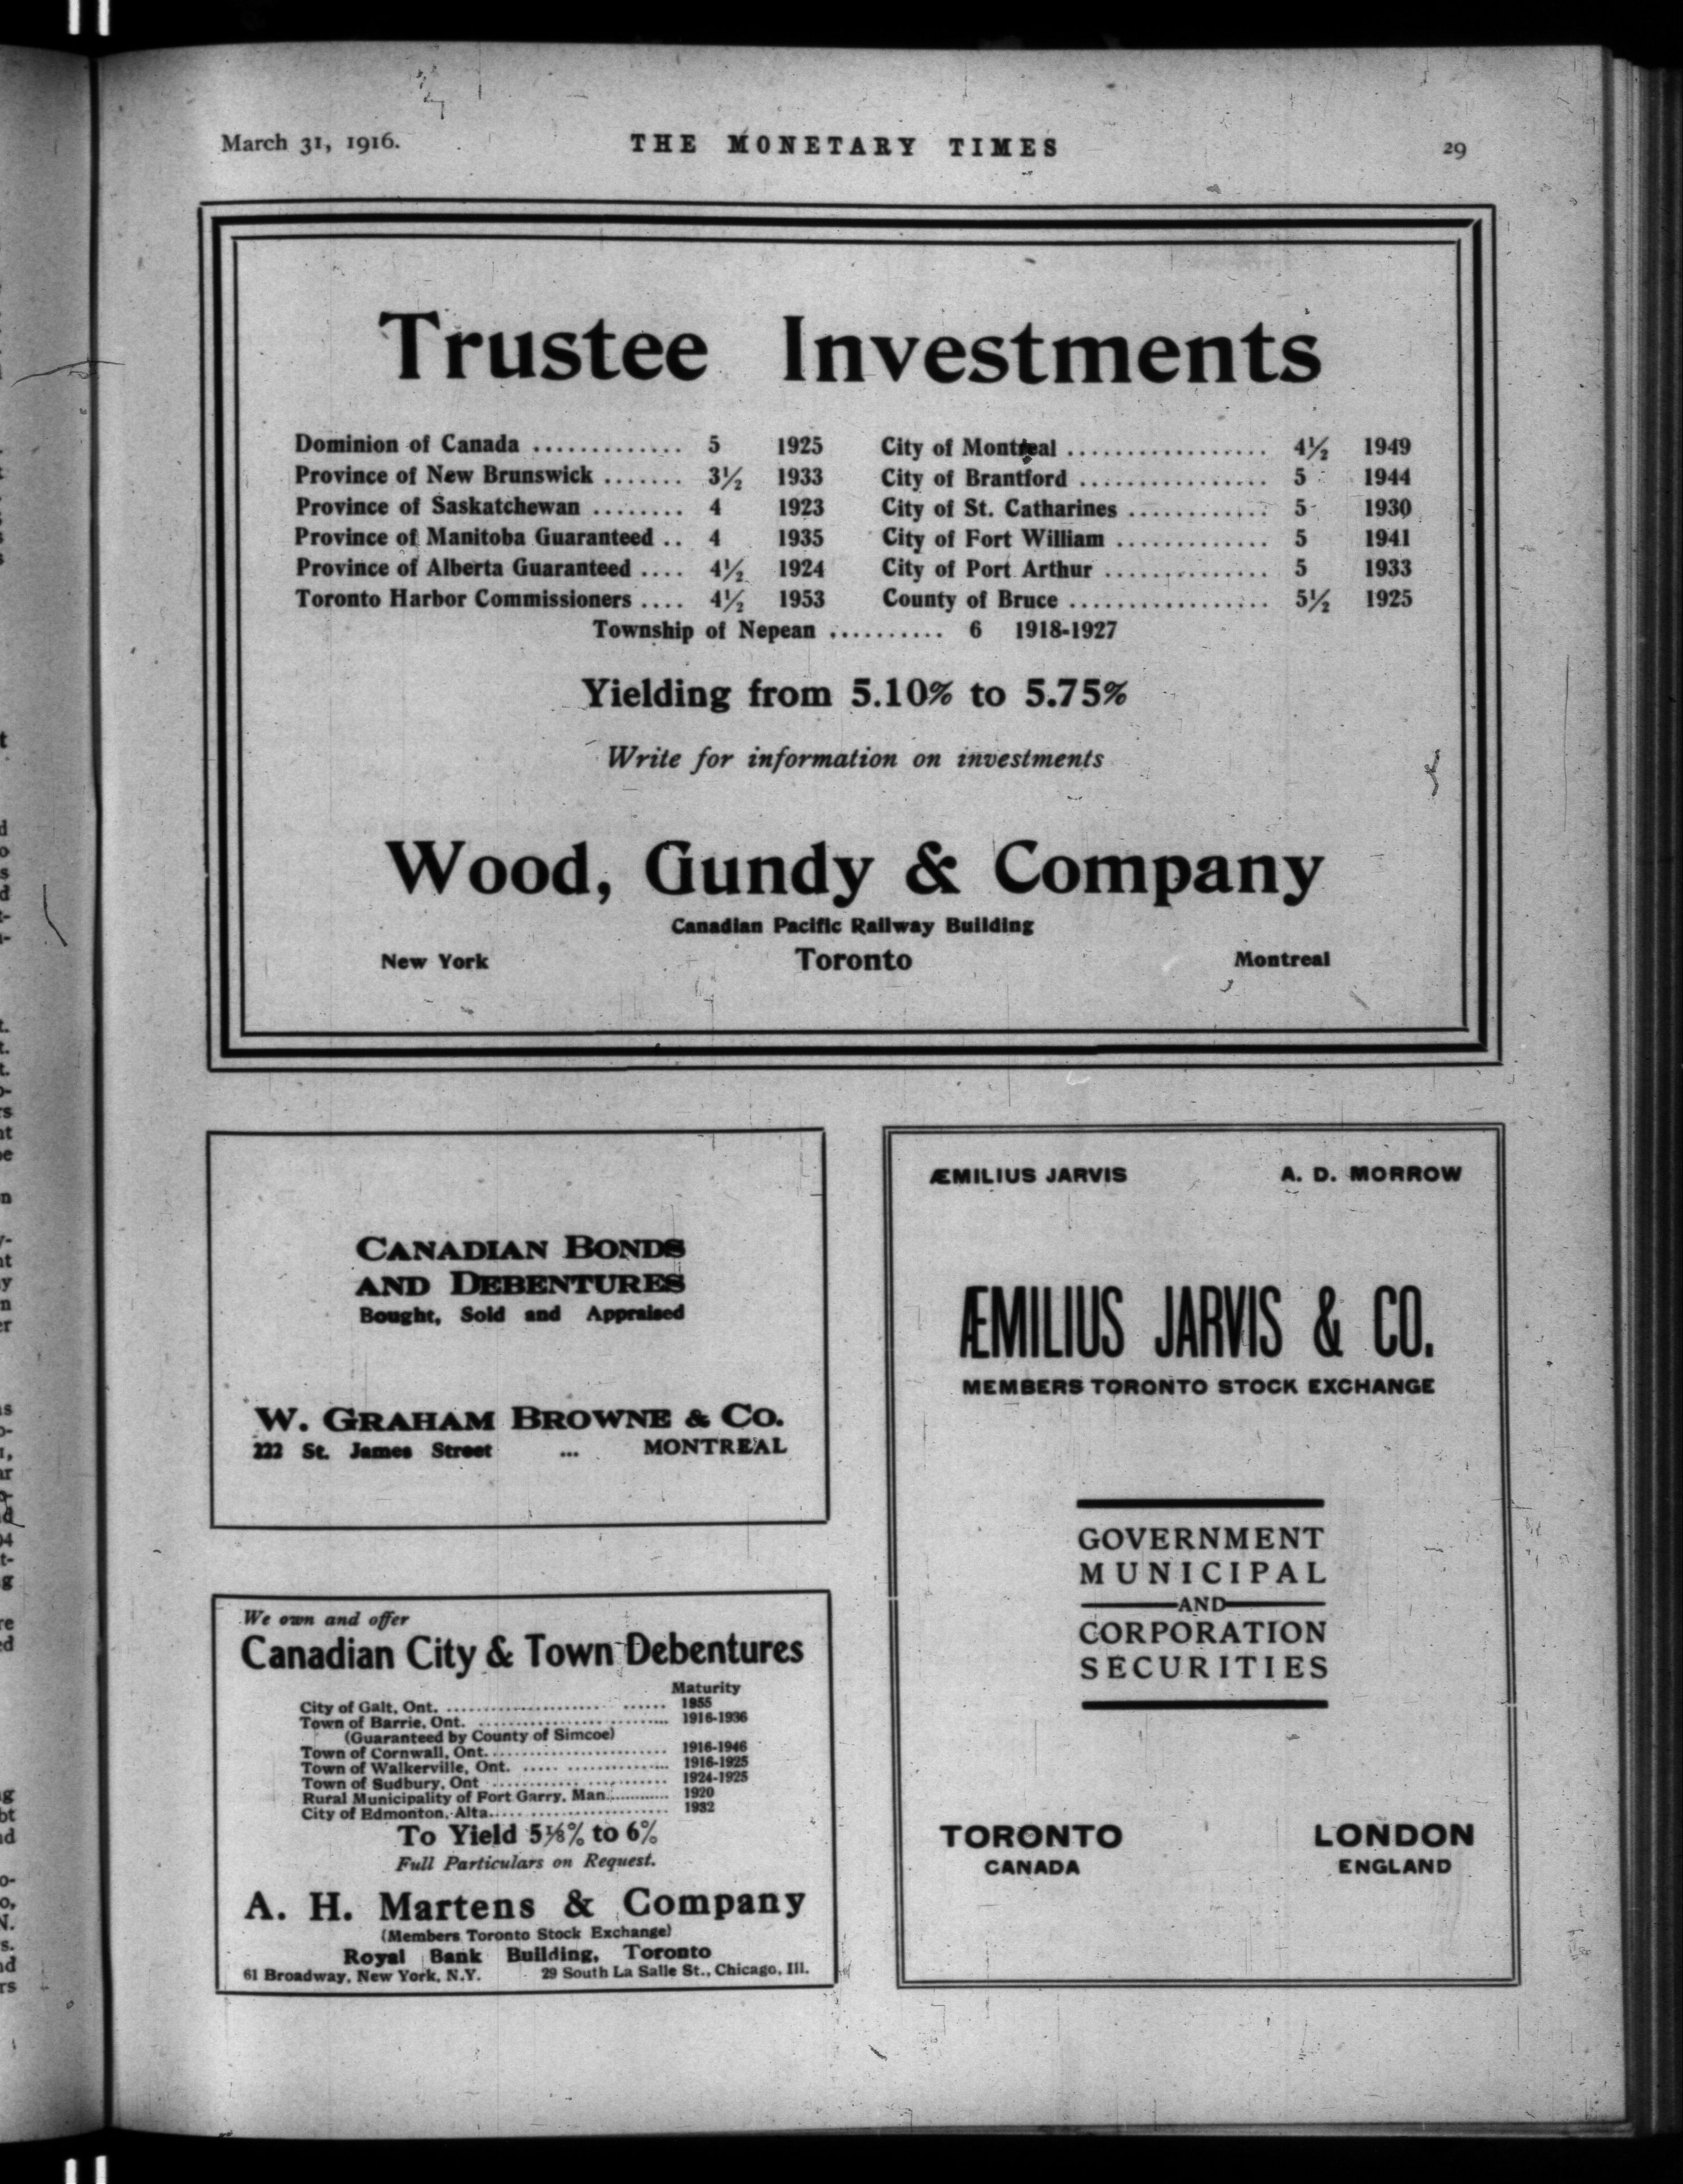 March 31, 1916. THE MONETARY TIMES 29
Trustee Investments
Dominion of Canada ............. 5 1925
Province of New Brunswick ....... 3½ 1933
Province of Saskatchewan ........ 4 1923
Province of Manitoba Guaranteed .. 4 1935
Province of Alberta Guaranteed .... 4½ 1924
Toronto Harbor Commissioners .... 4½ 1953
City of Montreal ................. 4½ 1949
City of Brantford ................ 5 1944
City of St. Catharines ............ 5 1930
City of Fort William ............. 5 1941
City of Port Arthur .............. 5 1933
County of Bruce ................. 5½ 1925
Township of Nepean .......... 6 1918-1927
Yielding from 5.10% to 5.75%
Write for information on investments
Wood, Gundy & Company
Canadian Pacific Railway Building
New York Toronto Montreal
CANADIAN BONDS
AND DEBENTURES
Bought, Sold and Appraised
W. GRAHAM BROWNE & CO.
222 St. James Street ... MONTREAL
We own and offer
Canadian City & Town Debentures
Maturity
City of Galt, Ont. ............................ 1955
Town of Barrie, Ont. ............................ 1916-1936
(Guaranteed by County of Simcoe)
Town of Cornwall, Ont........................... 1916-1946
Town of Walkerville, Ont. ..................... 1916-1925
Town of Sudbury, Ont .......................... 1924-1925
Rural Municipality of Fort Garry, Man............. 1920
City of Edmonton, Alta........................... 1932
To Yield 5⅛% to 6%
Full Particulars on Request.
A. H. Martens & Company
(Members Toronto Stock Exchange)
Royal Bank Building, Toronto
61 Broadway, New York, N.Y. 29 South La Salle St., Chicago, Ill.
ÆMILIUS JARVIS A. D. MORROW
ÆMILIUS JARVIS & CO.
MEMBERS TORONTO STOCK EXCHANGE
GOVERNMENT
MUNICIPAL
AND
CORPORATION
SECURITIES
TORONTO LONDON
CANADA ENGLAND